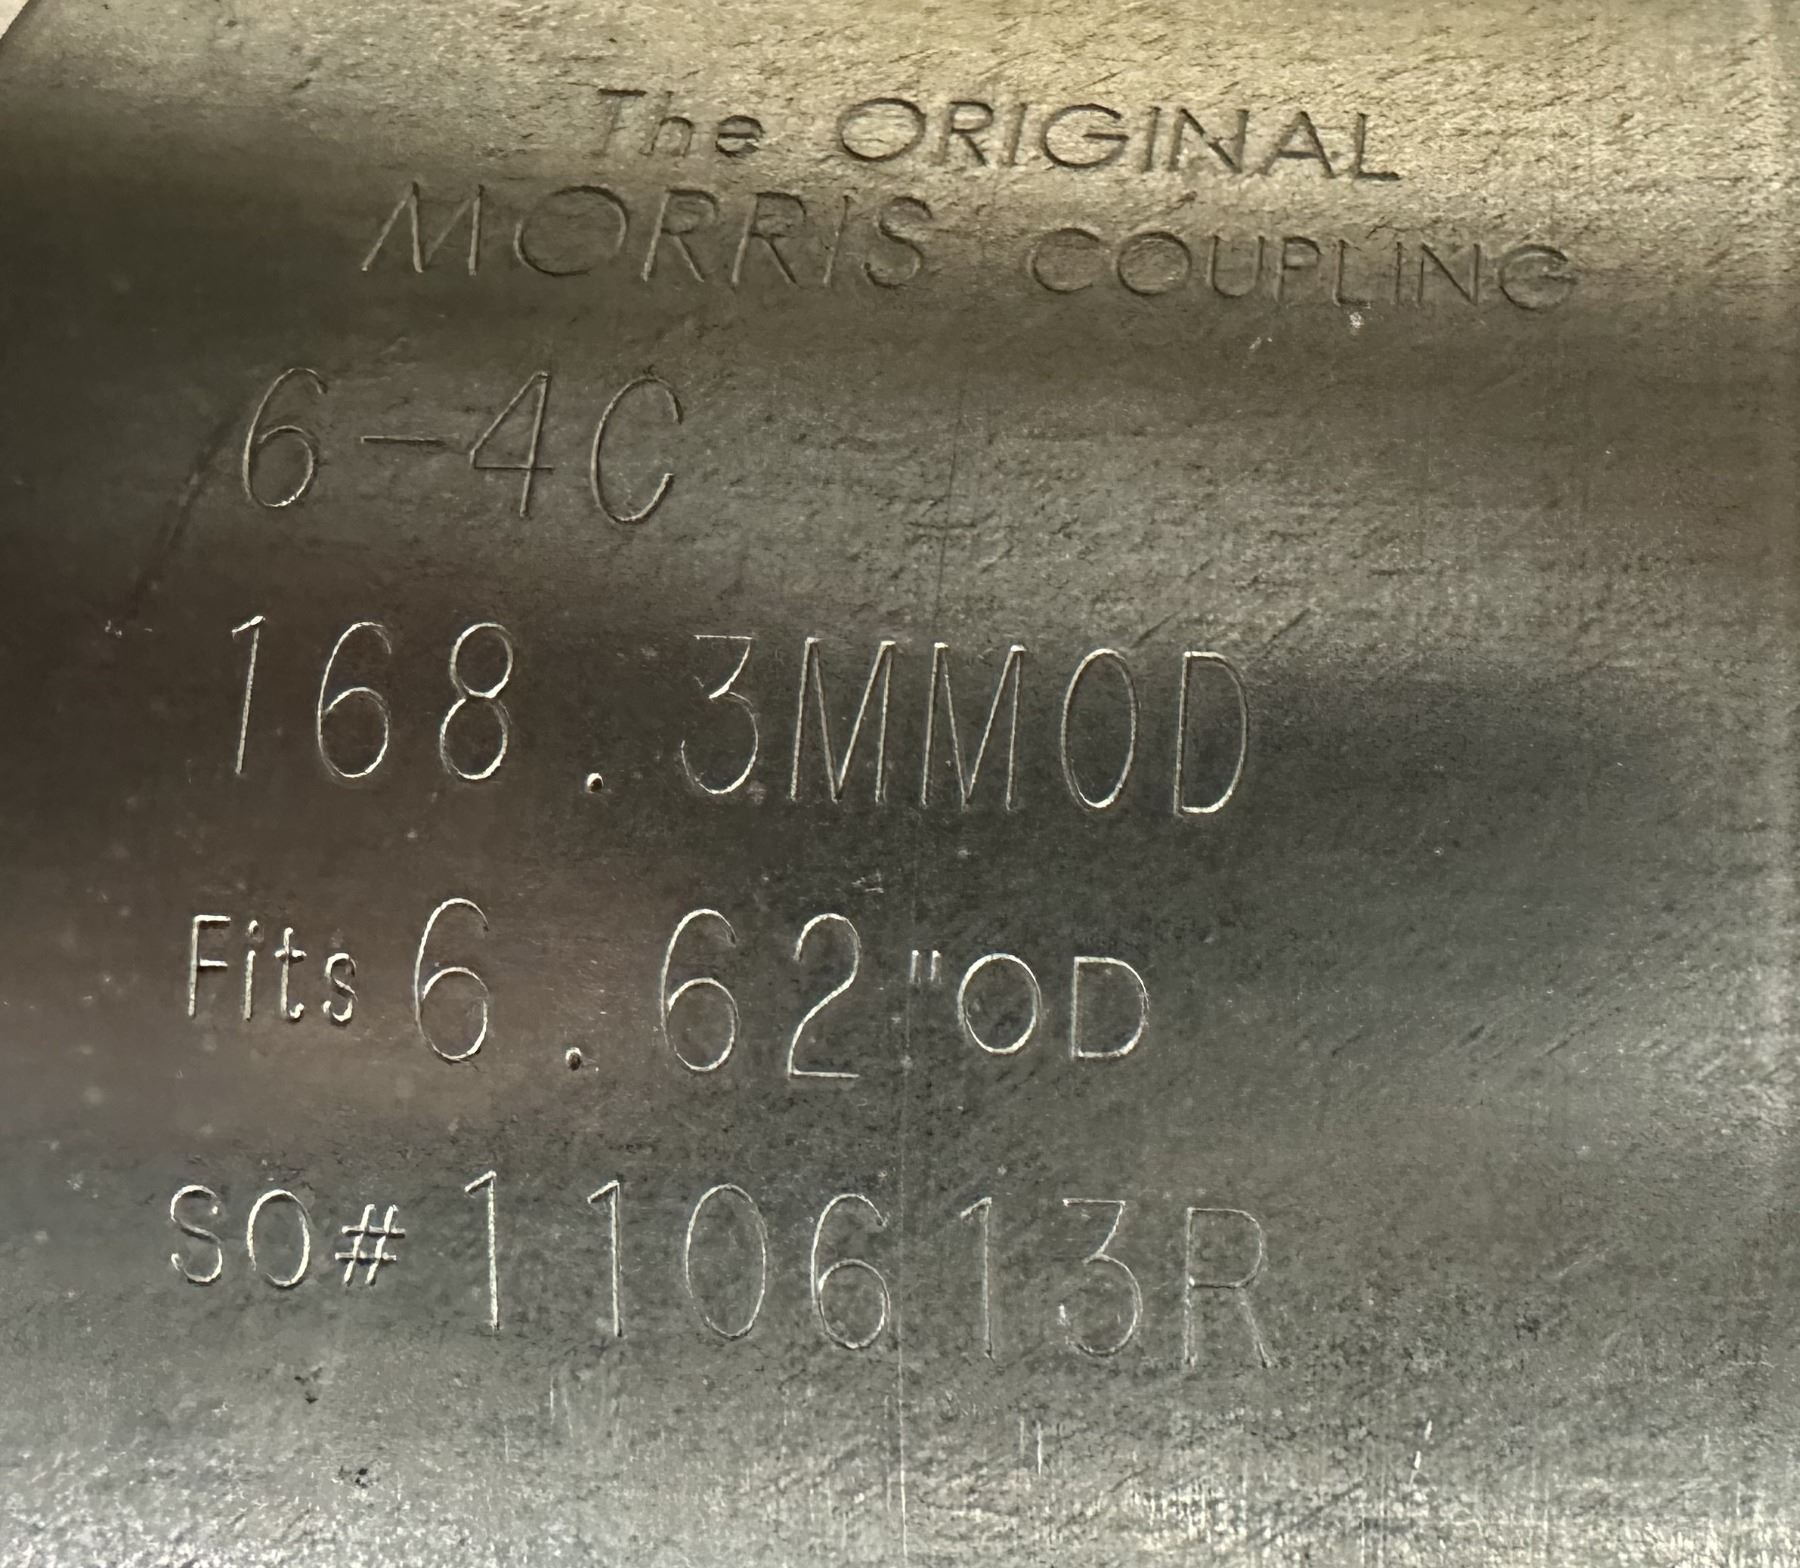 The ORIGINAL
MORRIS COUPLING
6-4C
168.3MMOD
Fits 6.62"OD
SO# 110613R